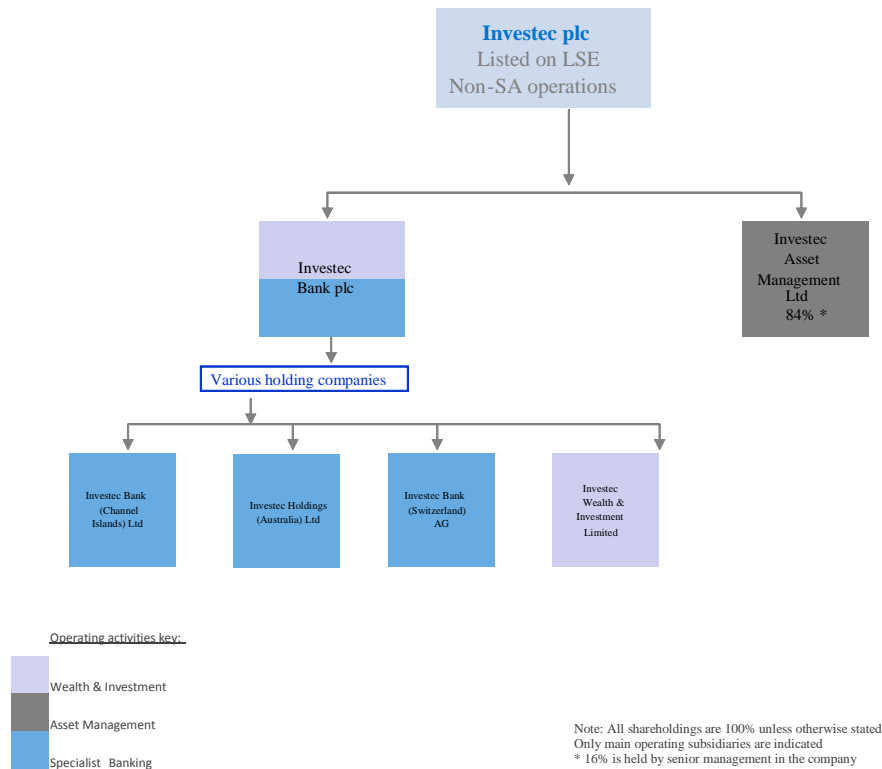 Investec plc
Listed on LSE
Non-SA operations
Investec
Bank plc
Investec
Asset
Management
Ltd
84% *
Various holding companies
Investec Bank
(Channel
Islands) Ltd
Investec Holdings
(Australia) Ltd
Investec Bank
(Switzerland)
AG
Investec
Wealth &
Investment
Limited
Operating activities key:
Wealth & Investment
Asset Management
Specialist Banking
Note: All shareholdings are 100% unless otherwise stated
Only main operating subsidiaries are indicated
* 16% is held by senior management in the company